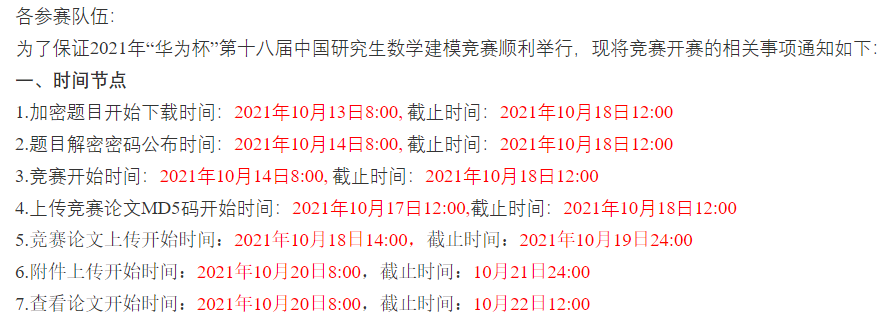 各参赛队伍：
为了保证2021年“华为杯”第十八届中国研究生数学建模竞赛顺利举行，现将竞赛开赛的相关事项通知如下：
一、时间节点
1.加密题目开始下载时间：2021年10月13日8:00, 截止时间：2021年10月18日12:00
2.题目解密密码公布时间：2021年10月14日8:00, 截止时间：2021年10月18日12:00
3.竞赛开始时间：2021年10月14日8:00, 截止时间：2021年10月18日12:00
4.上传竞赛论文MD5码开始时间：2021年10月17日12:00,截止时间：2021年10月18日12:00
5.竞赛论文上传开始时间：2021年10月18日14:00，截止时间：2021年10月19日24:00
6.附件上传开始时间：2021年10月20日8:00，截止时间：10月21日24:00
7.查看论文开始时间：2021年10月20日8:00，截止时间：10月22日12:00